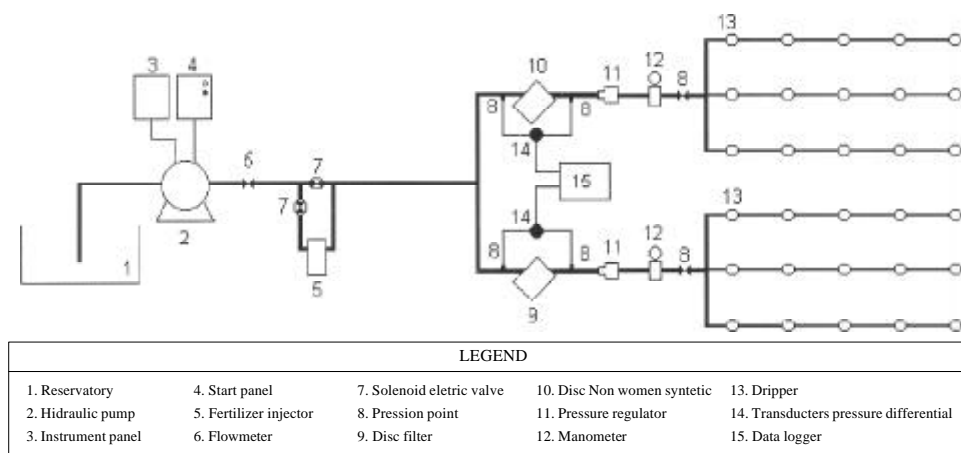 3 4 10 11 12 8 13
8 8
6 7 14
7 15
2 14 13
1 5 8 8 11 12 8
9
LEGEND
1. Reservatory 4. Start panel 7. Solenoid eletric valve 10. Disc Non women syntetic 13. Dripper
2. Hidraulic pump 5. Fertilizer injector 8. Pression point 11. Pressure regulator 14. Transducters pressure differential
3. Instrument panel 6. Flowmeter 9. Disc filter 12. Manometer 15. Data logger